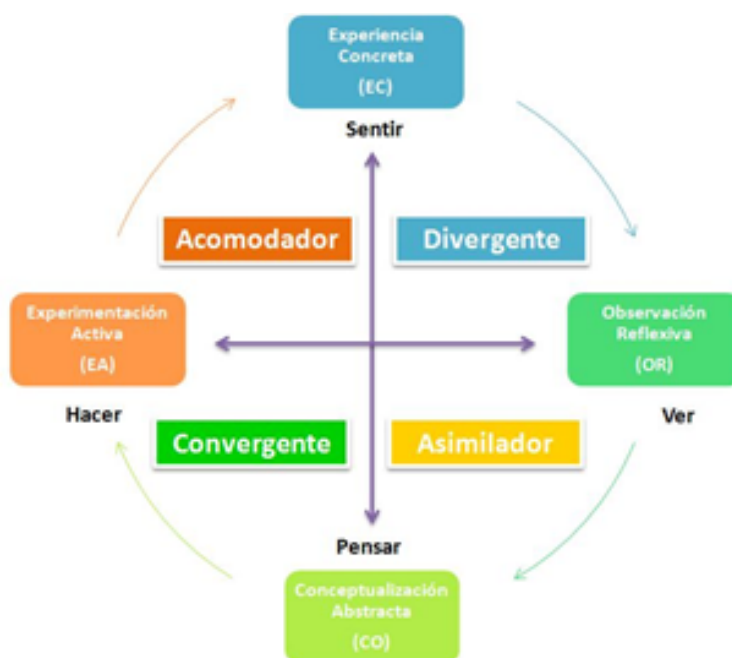 Experiencia
Concreta
(EC)
Sentir
Acomodador
Divergente
Experimentación
Activa
(EA)
Observación
Reflexiva
(OR)
Hacer
Ver
Convergente
Asimilador
Pensar
Conceptualización
Abstracta
(CO)